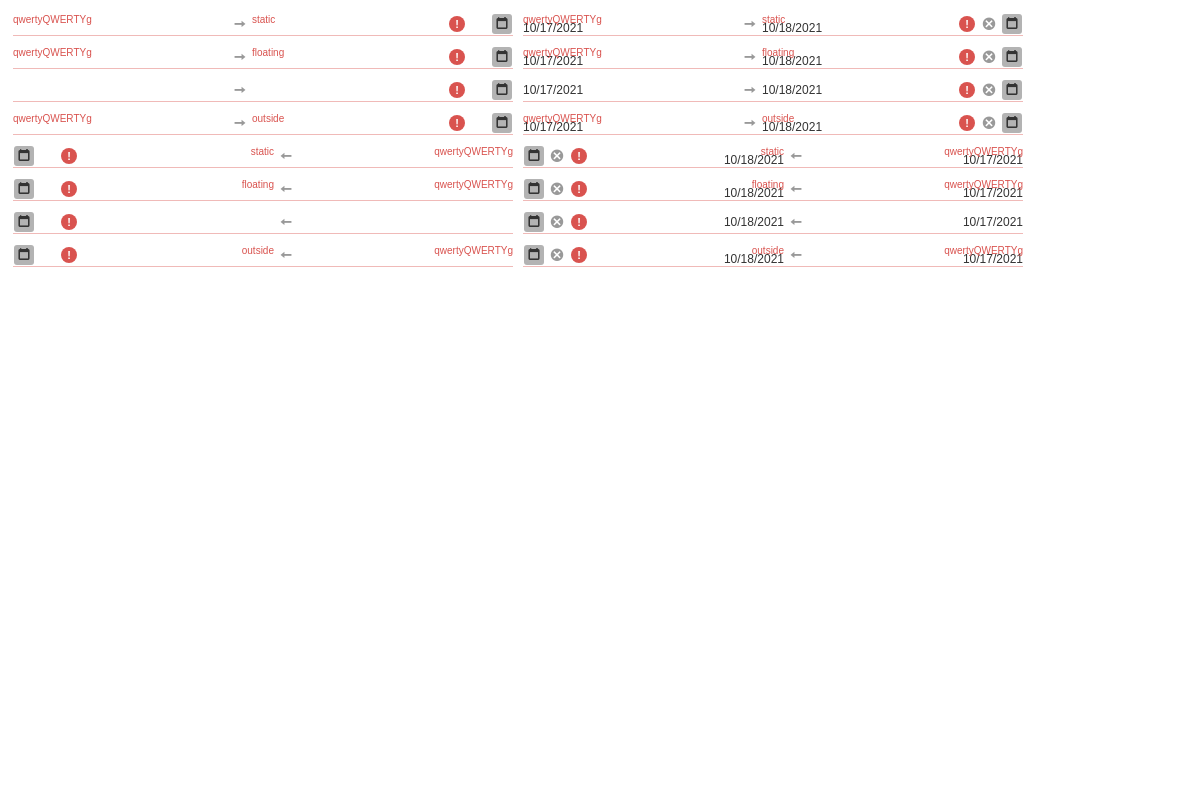 qwertyQWERTYg static qwertyQWERTYg static
10/17/2021 10/18/2021
qwertyQWERTYg floating qwertyQWERTYg floating
10/17/2021 10/18/2021
10/17/2021 10/18/2021
qwertyQWERTYg outside qwertyQWERTYg outside
10/17/2021 10/18/2021
static qwertyQWERTYg static qwertyQWERTYg
10/18/2021 10/17/2021
floating qwertyQWERTYg floating qwertyQWERTYg
10/18/2021 10/17/2021
10/18/2021 10/17/2021
outside qwertyQWERTYg outside qwertyQWERTYg
10/18/2021 10/17/2021